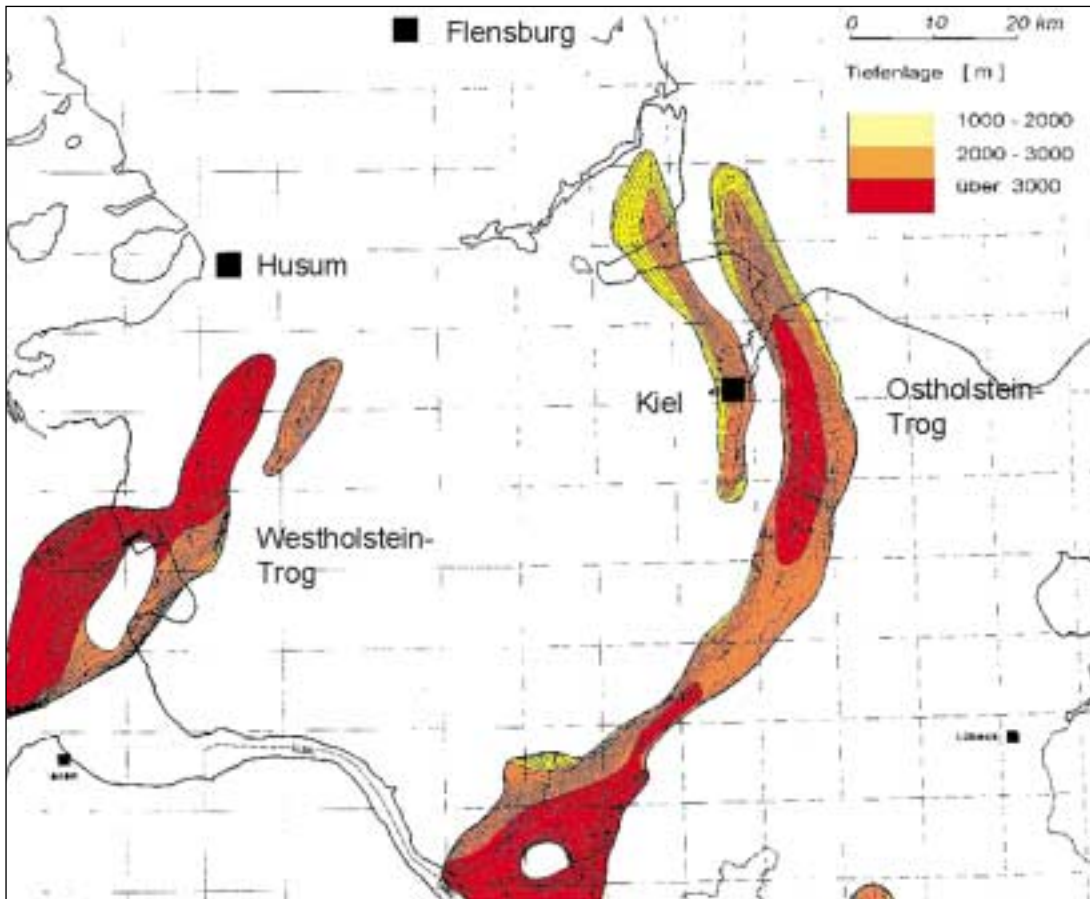 Flensburg
0 10 20 km
Tiefenlage [ m ]
1000 - 2000
2000 - 3000
über 3000
Husum
Kiel
Ostholstein-
Trog
Westholstein-
Trog
Lübeck